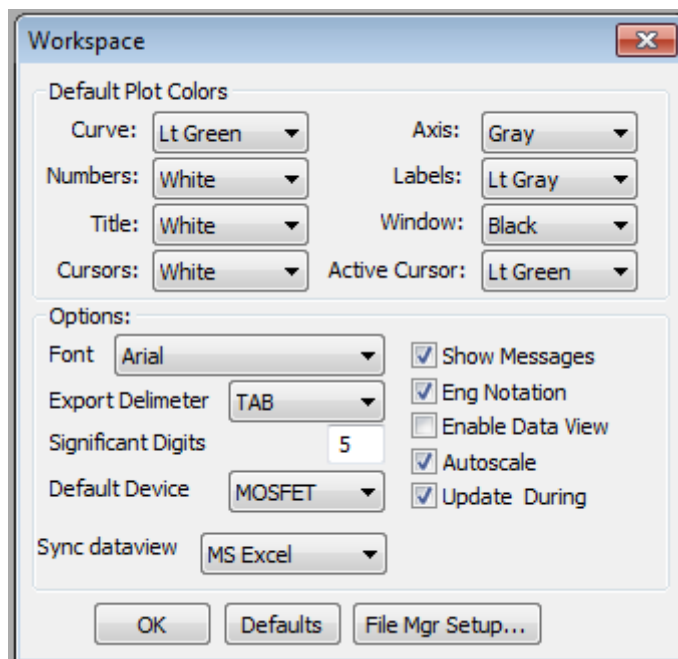 Workspace
Default Plot Colors
Curve: Lt Green Axis: Gray
Numbers: White Labels: Lt Gray
Title: White Window: Black
Cursors: White Active Cursor: Lt Green
Options:
Font Arial Show Messages
Export Delimeter TAB Eng Notation
Enable Data View
Significant Digits 5
Autoscale
Default Device MOSFET Update During
Sync dataview MS Excel
OK Defaults File Mgr Setup...